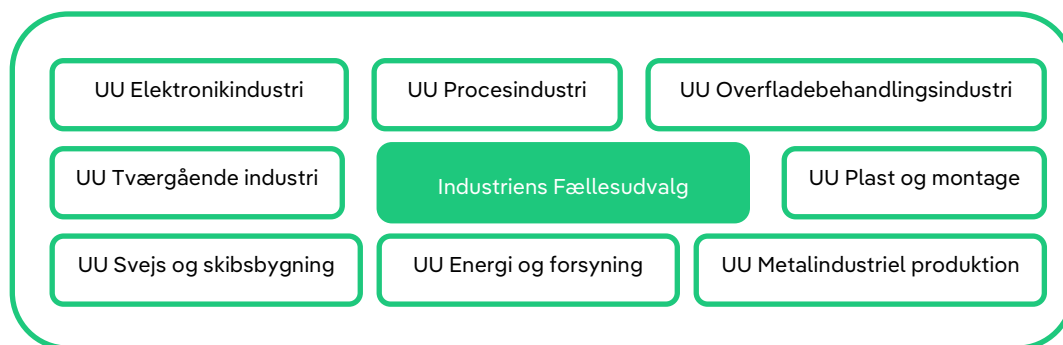 UU Elektronikindustri
UU Procesindustri
UU Overfladebehandlingsindustri
UU Tværgående industri
Industriens Fællesudvalg
UU Plast og montage
UU Svejs og skibsbygning
UU Energi og forsyning
UU Metalindustriel produktion